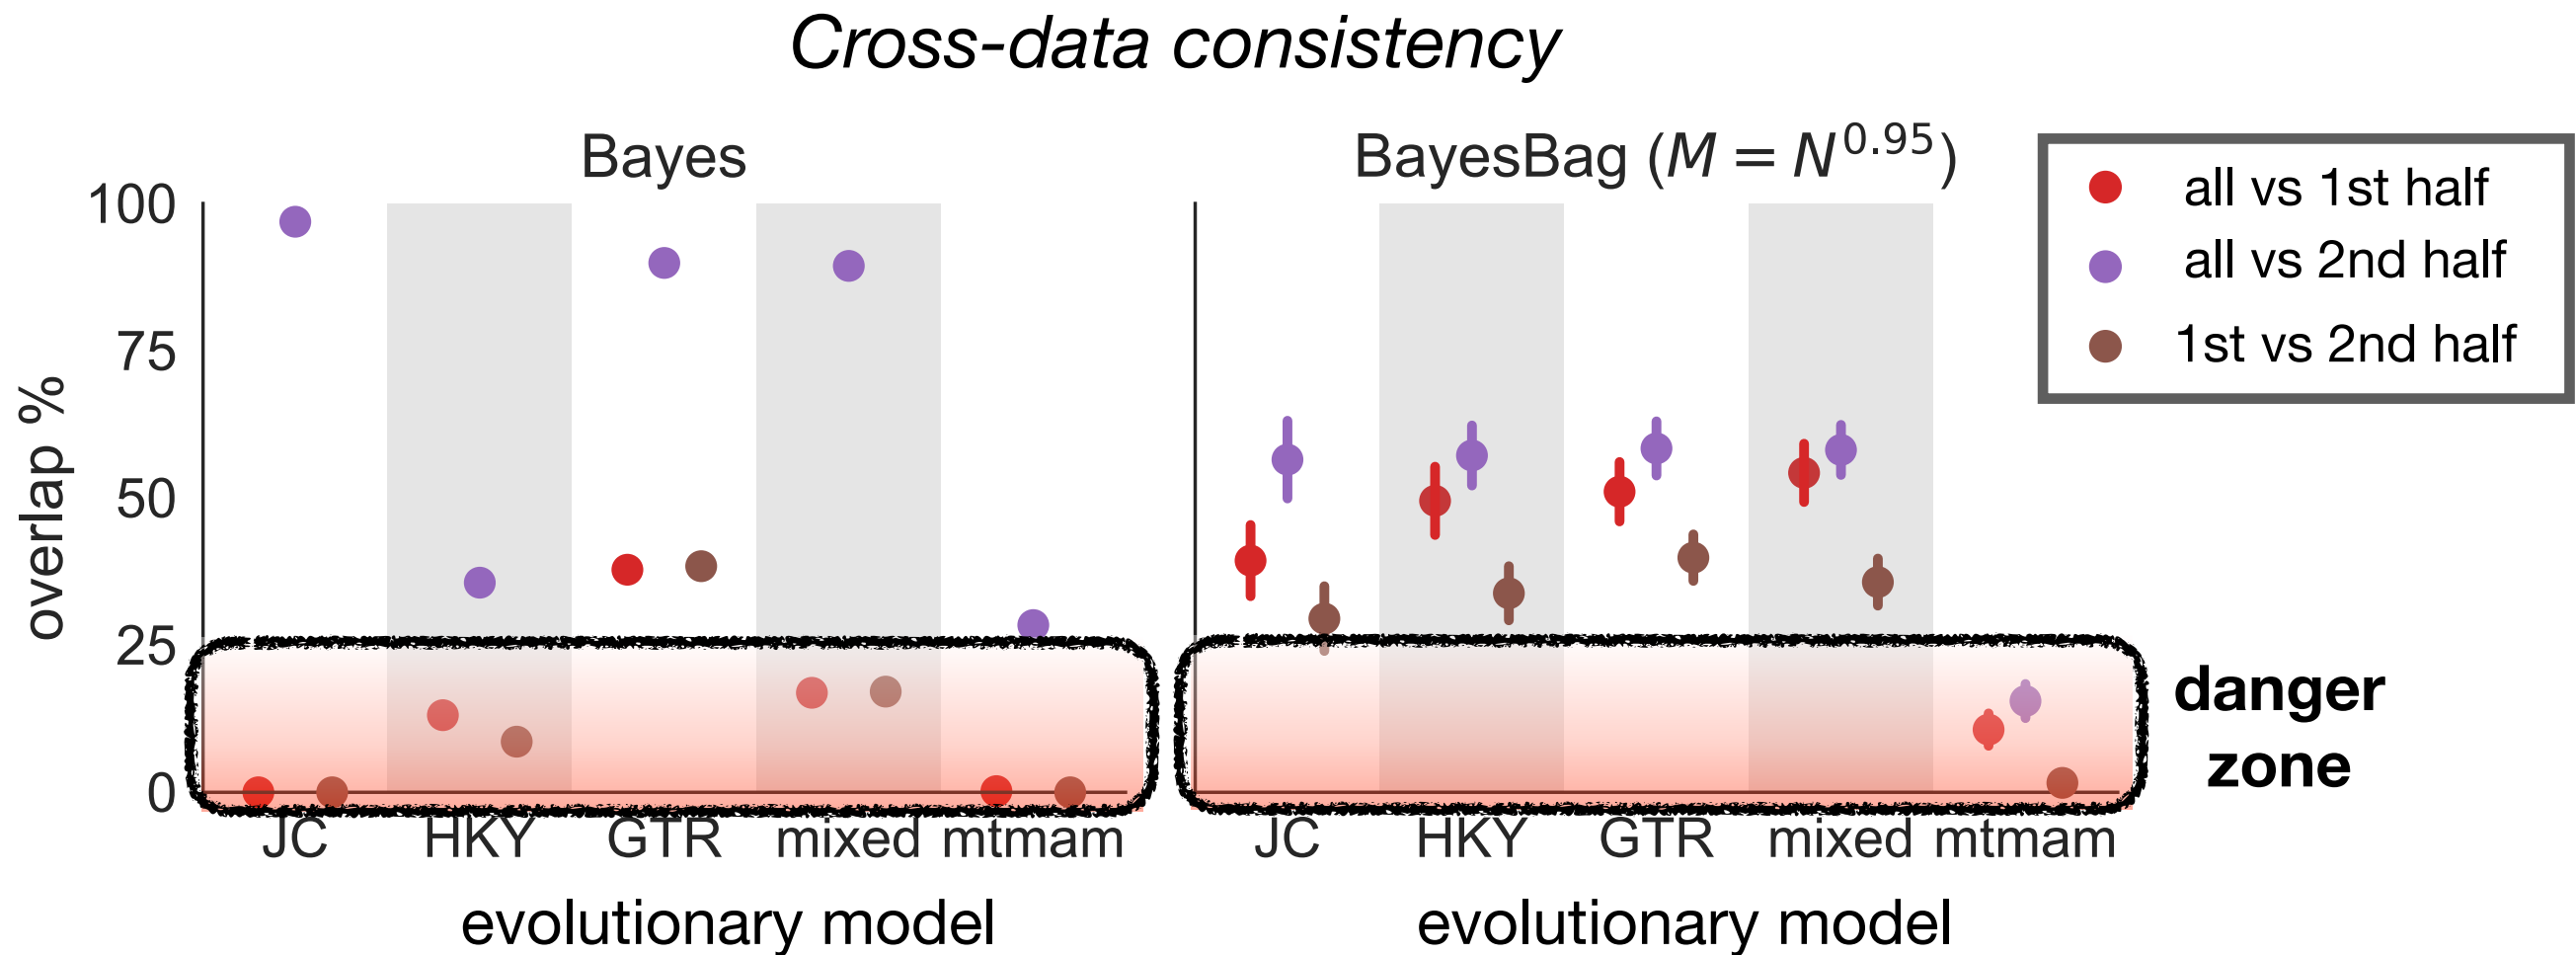 Cross-data consistency
Bayes
BayesBag (M = N^0.95)
all vs 1st half
all vs 2nd half
1st vs 2nd half
overlap %
100
75
50
25
0
danger
zone
JC HKY GTR mixed mtmam
JC HKY GTR mixed mtmam
evolutionary model
evolutionary model